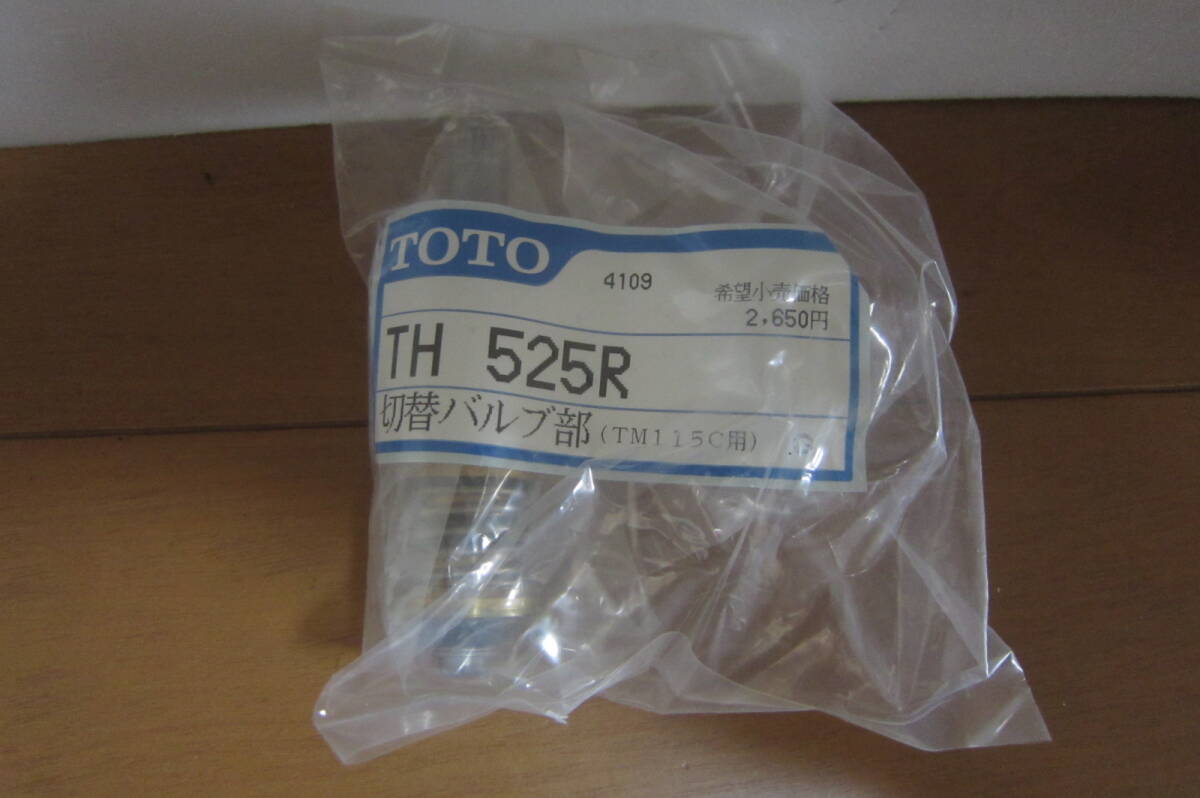 TOTO
4109
希望小売価格
2,650円
TH 525R
切替バルブ部(TM115C用)